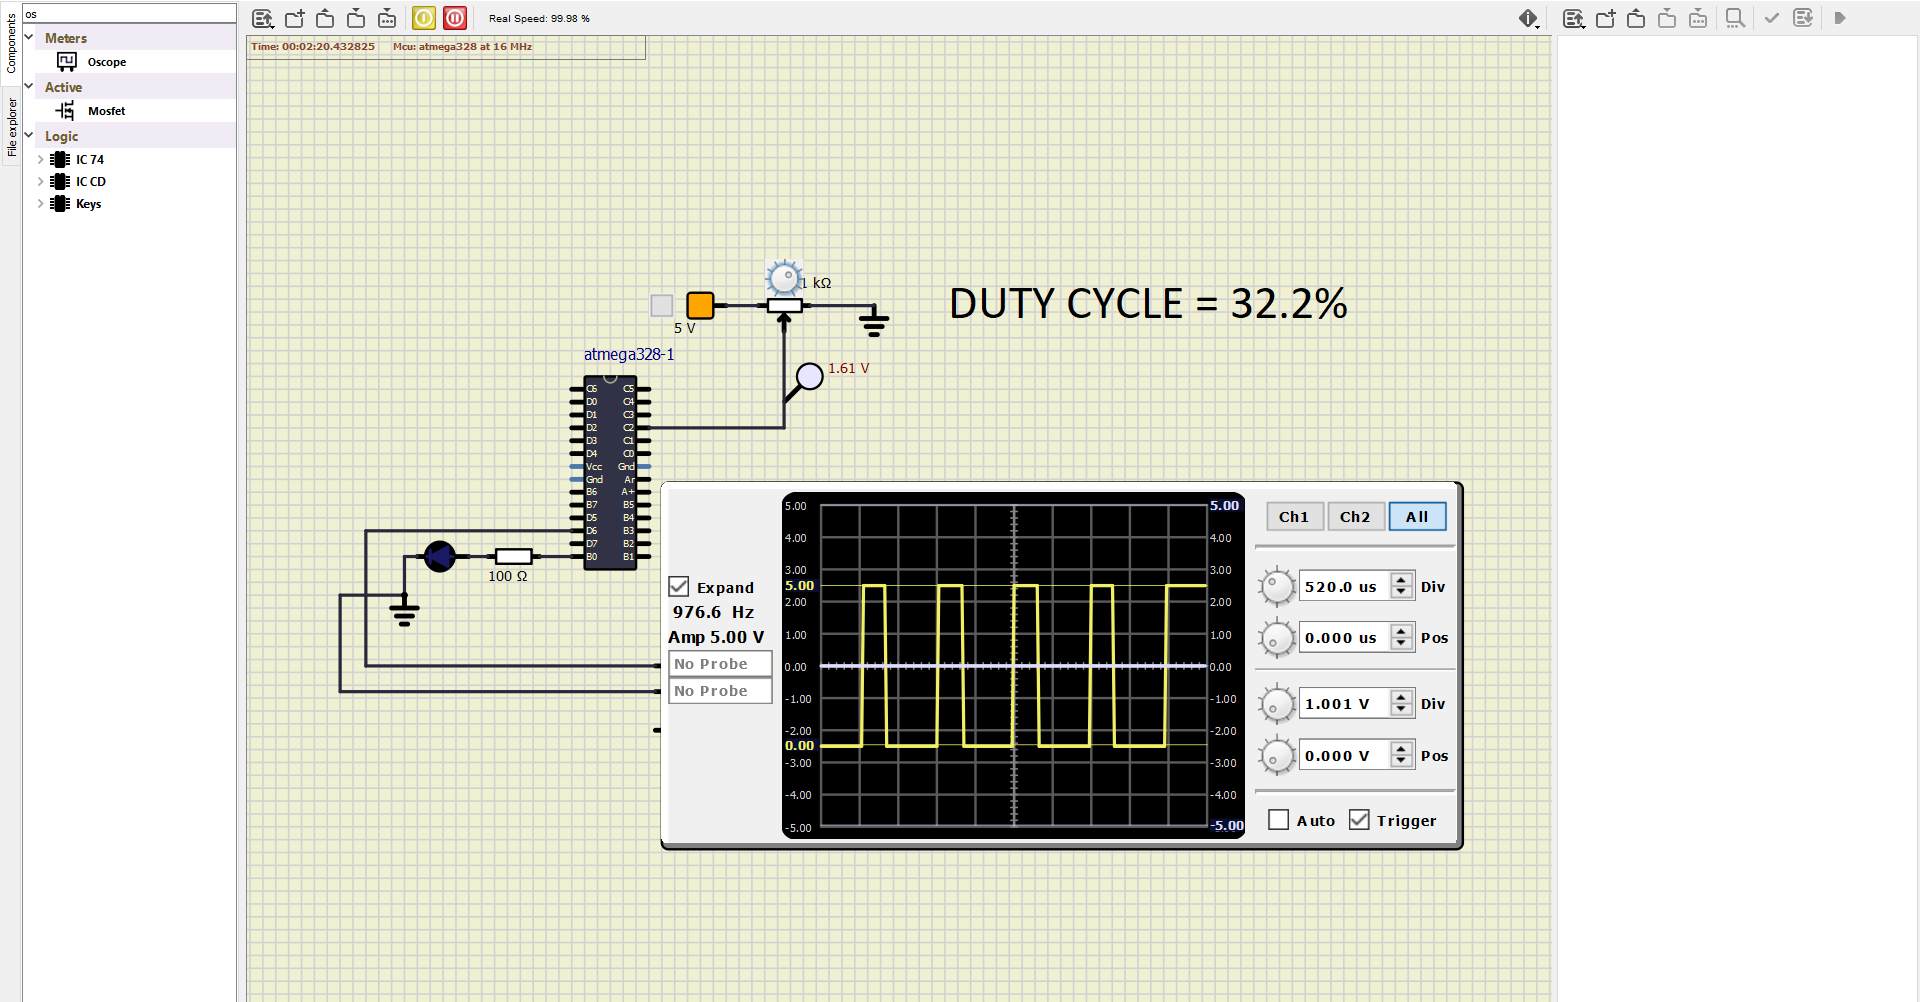 os
Real Speed: 99.98 %
Components
File explorer
Meters
Oscope
Active
Mosfet
Logic
IC 74
IC CD
Keys
Time: 00:02:20.432825 Mcu: atmega328 at 16 MHz
1 kΩ
5 V
DUTY CYCLE = 32.2%
atmega328-1
1.61 V
C6 C5
D0 C4
D1 C3
D2 C2
D3 C1
D4 C0
Vcc Gnd
Gnd Ar
B6 A+
B7 B5
D5 B4
D6 B3
D7 B2
B0 B1
100 Ω
Expand
976.6 Hz
Amp 5.00 V
No Probe
No Probe
5.00
4.00
3.00
5.00
2.00
1.00
0.00
-1.00
-2.00
0.00
-3.00
-4.00
-5.00
5.00
4.00
3.00
2.00
1.00
0.00
-1.00
-2.00
-3.00
-4.00
-5.00
Ch1 Ch2 All
520.0 us Div
0.000 us Pos
1.001 V Div
0.000 V Pos
Auto Trigger